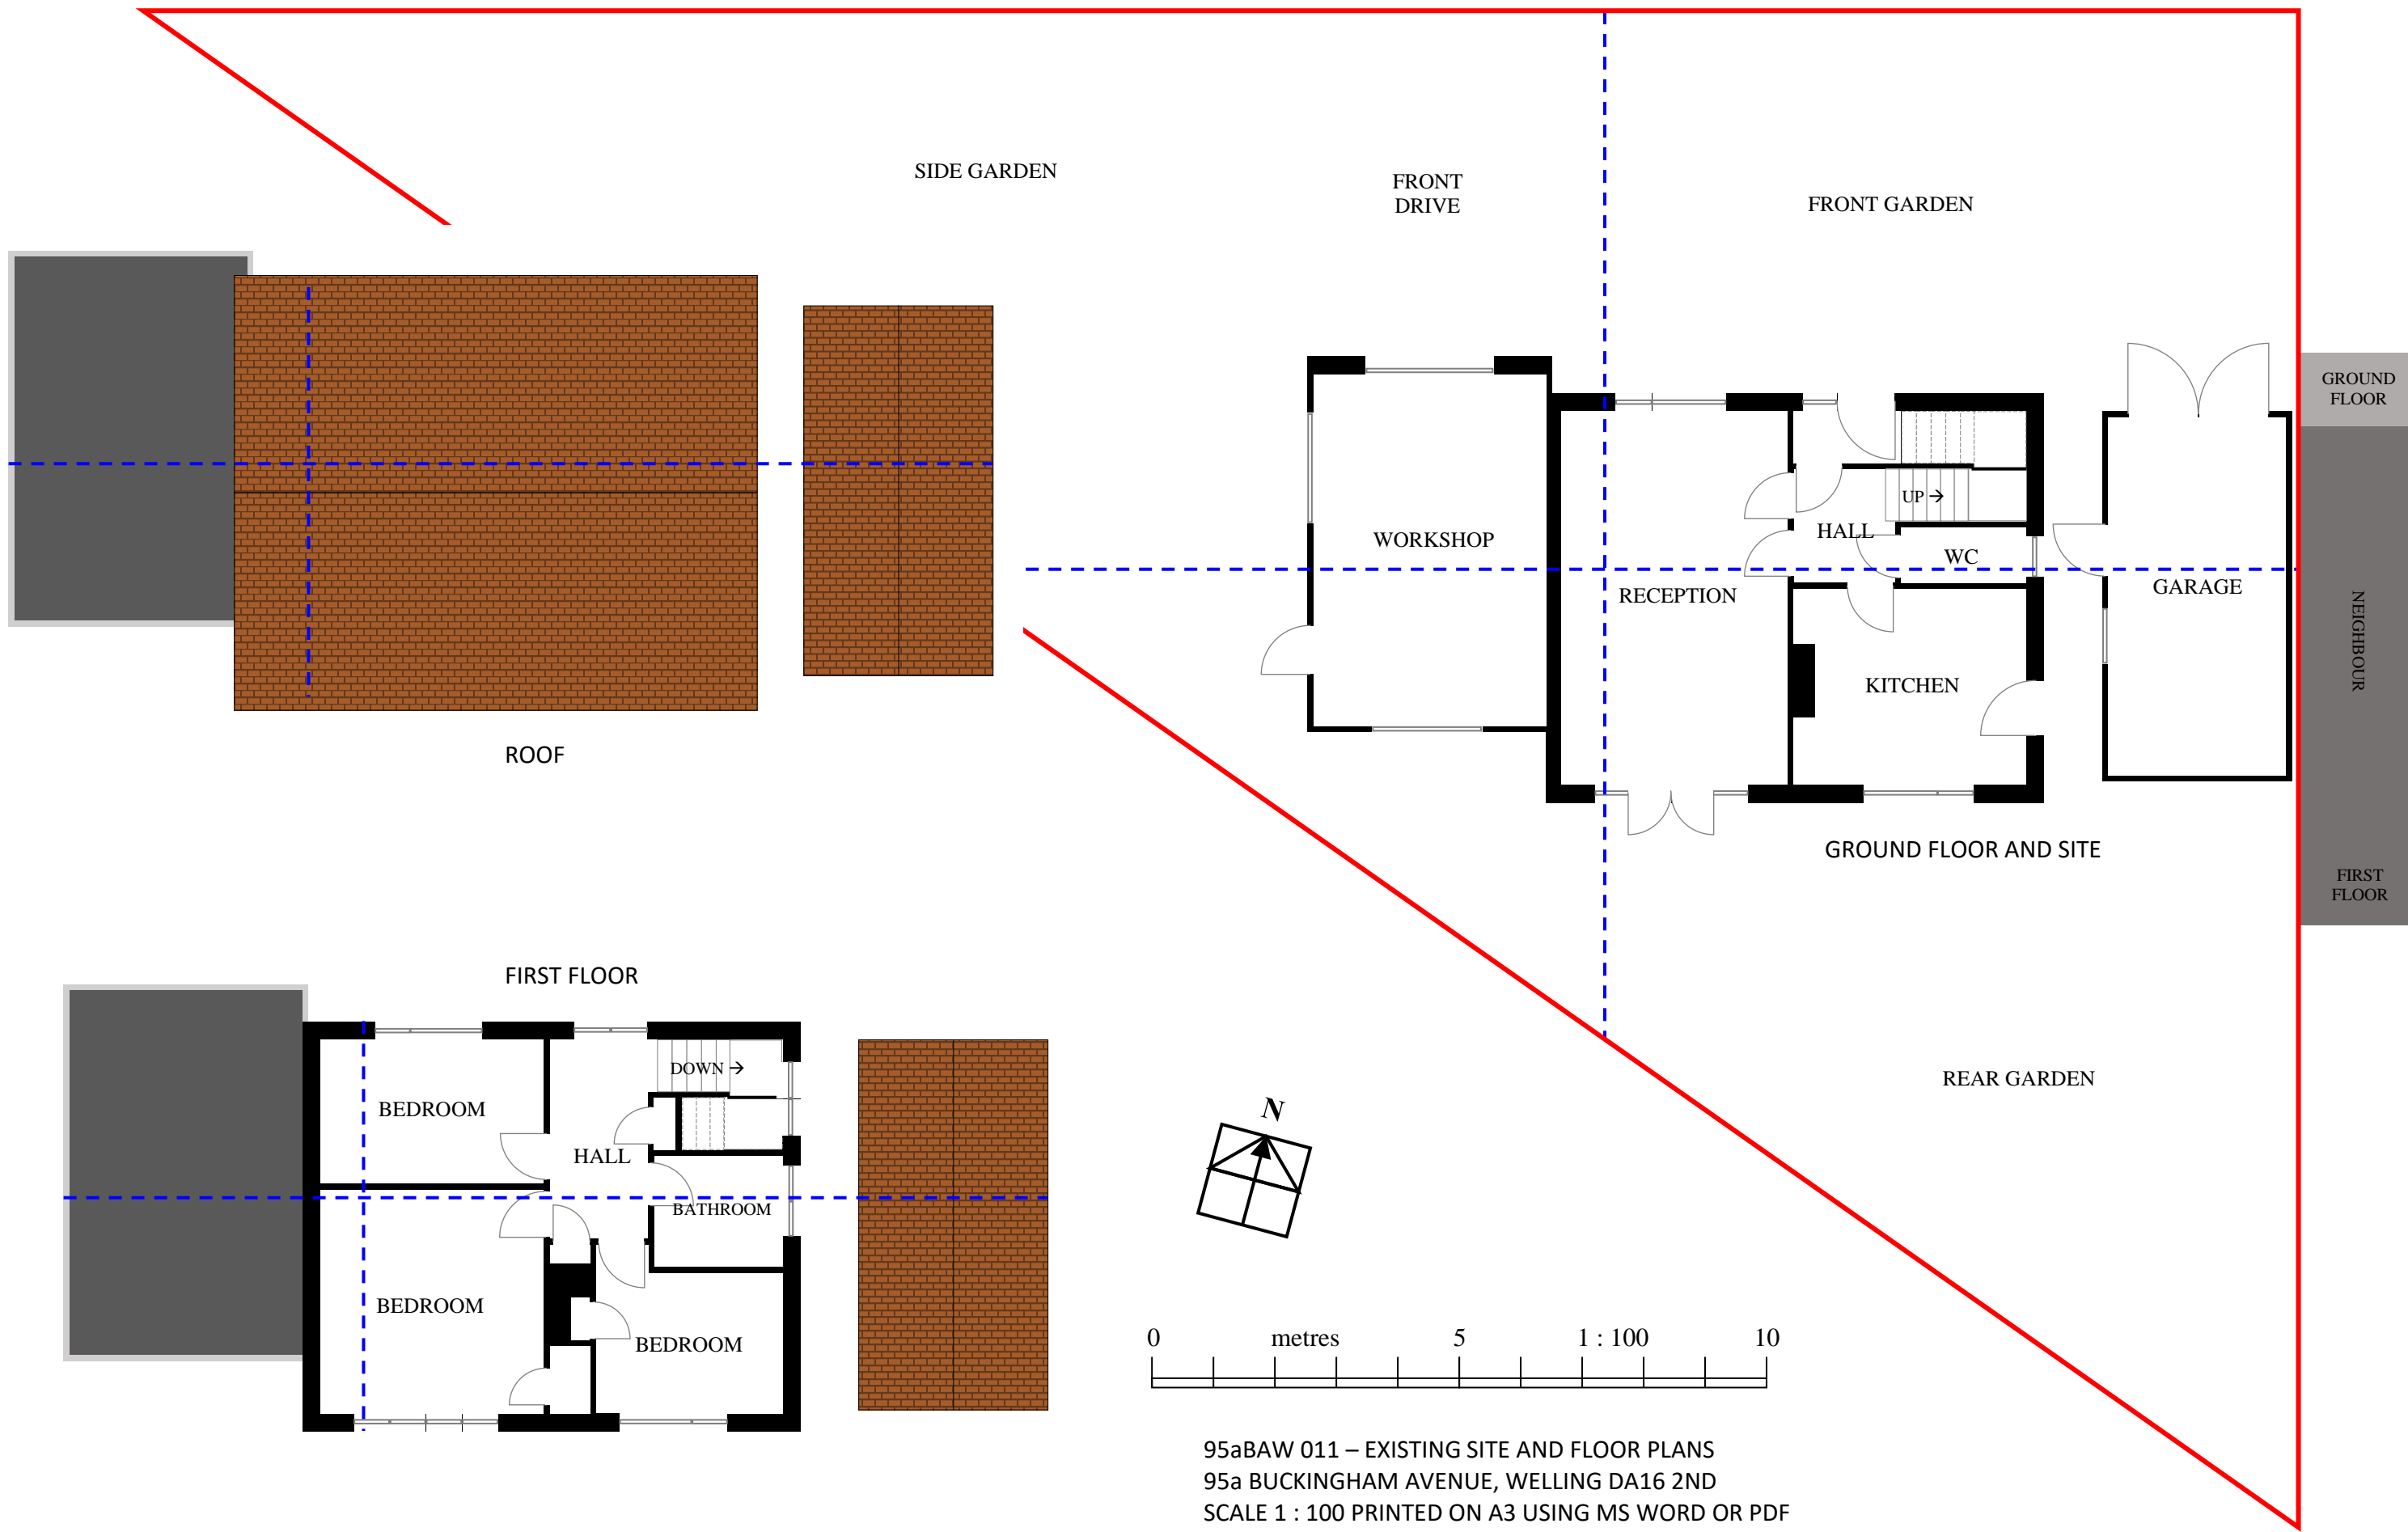 SIDE GARDEN
FRONT
DRIVE
FRONT GARDEN
GROUND
FLOOR
WORKSHOP
RECEPTION
HALL
UP →
WC
KITCHEN
GARAGE
NEIGHBOUR
FIRST
FLOOR
GROUND FLOOR AND SITE
REAR GARDEN
ROOF
FIRST FLOOR
BEDROOM
HALL
DOWN →
BATHROOM
BEDROOM
BEDROOM
N
0 metres 5 1 : 100 10
95aBAW 011 – EXISTING SITE AND FLOOR PLANS
95a BUCKINGHAM AVENUE, WELLING DA16 2ND
SCALE 1 : 100 PRINTED ON A3 USING MS WORD OR PDF